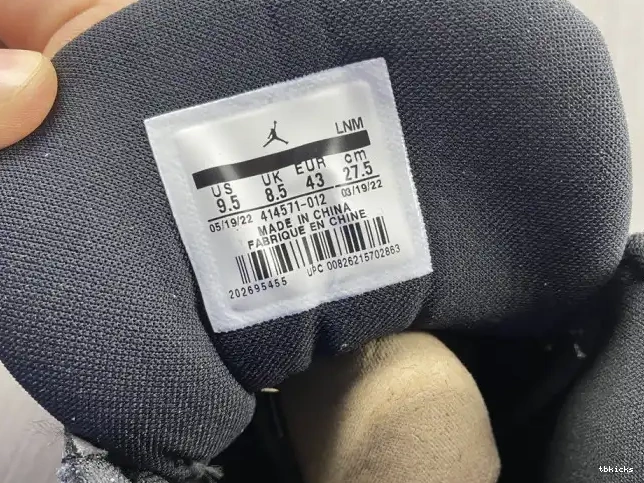 LNM
US UK EUR cm
9.5 8.5 43 27.5
05/19/22 414571-012 03/19/22
MADE IN CHINA
FABRIQUE EN CHINE
202695455 UPC 00826215702863
tbkicks